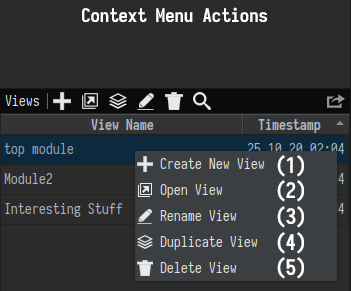 Context Menu Actions
Views
View Name Timestamp
top module 25.10.20 02:04
Create New View (1)
Module2 4
Open View (2)
Rename View (3)
Interesting Stuff 4
Duplicate View (4)
Delete View (5)